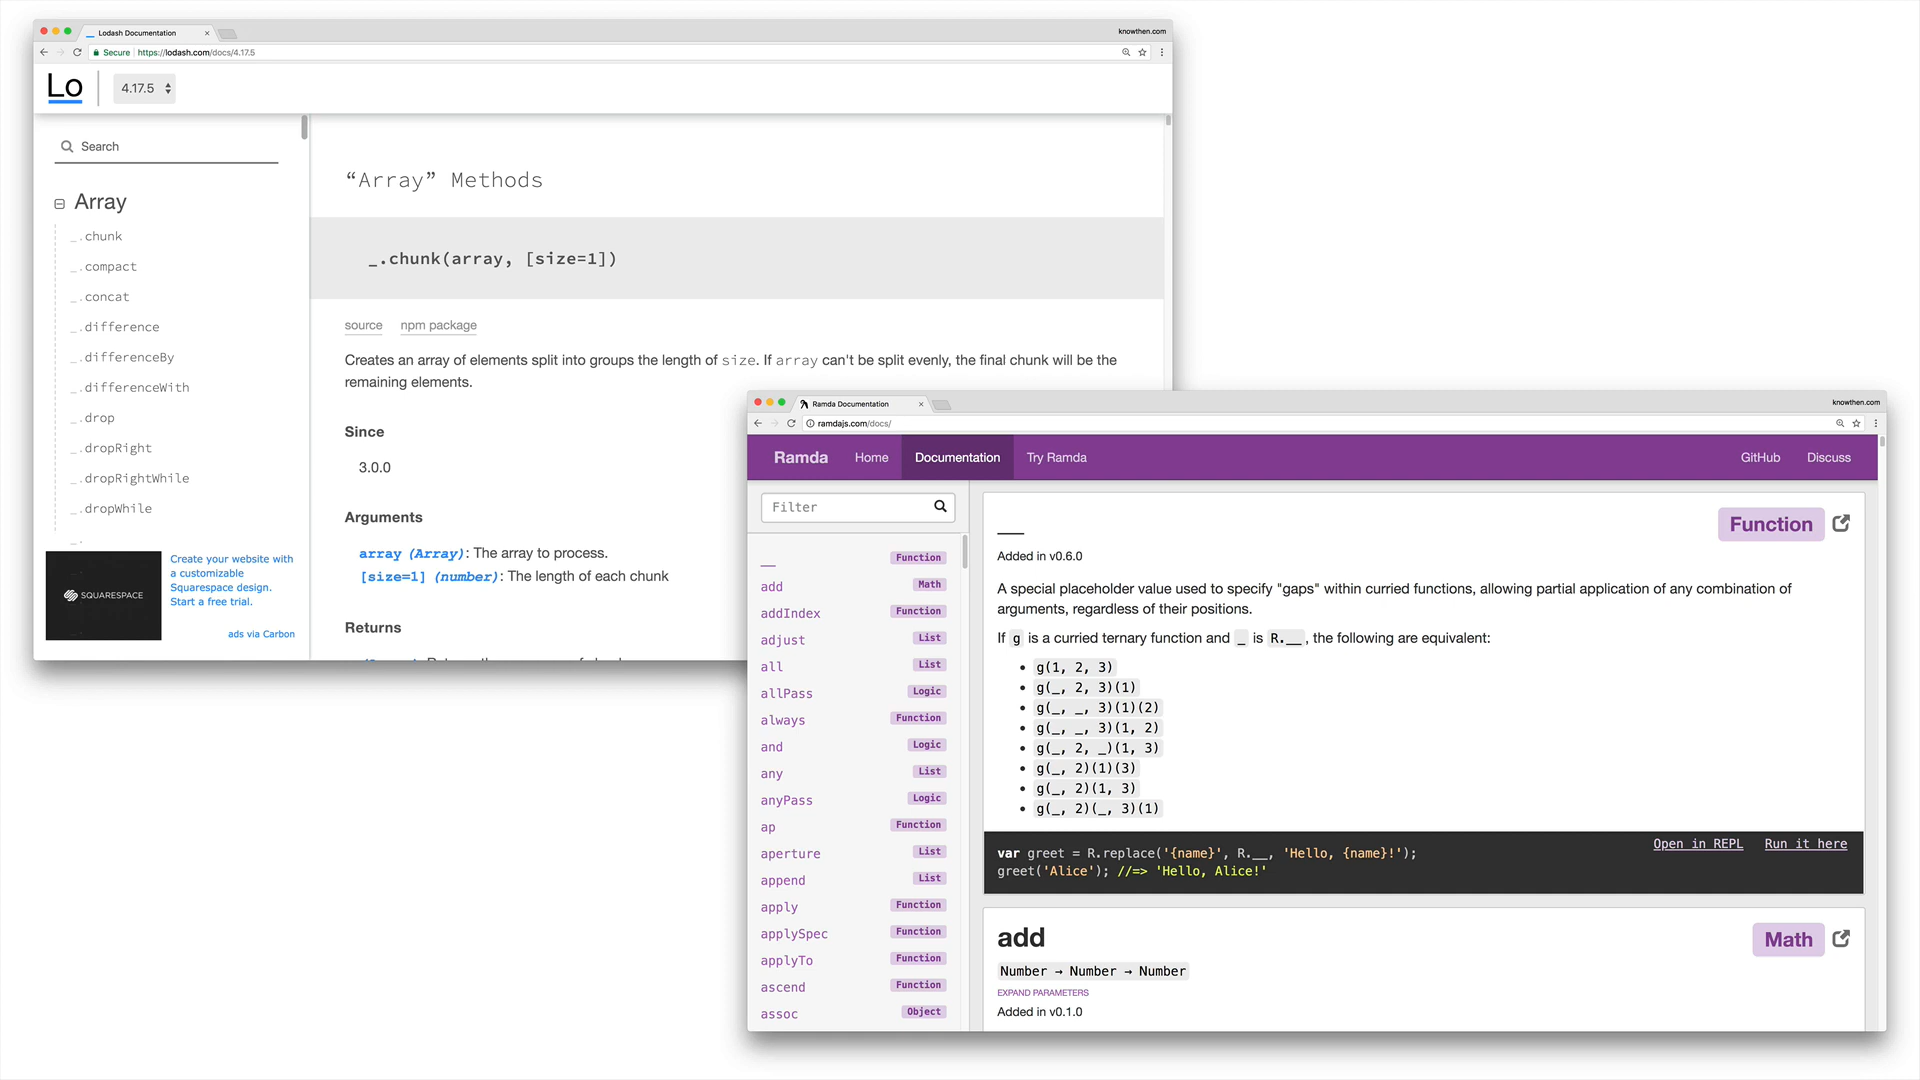 Lodash Documentation
knowthen.com
Secure https://lodash.com/docs/4.17.5
Lo
4.17.5
Search
Array
_.chunk
_.compact
_.concat
_.difference
_.differenceBy
_.differenceWith
_.drop
_.dropRight
_.dropRightWhile
_.dropWhile
SQUARESPACE
Create your website with
a customizable
Squarespace design.
Start a free trial.
ads via Carbon
“Array” Methods
_.chunk(array, [size=1])
source npm package
Creates an array of elements split into groups the length of size. If array can't be split evenly, the final chunk will be the
remaining elements.
Since
3.0.0
Arguments
array (Array): The array to process.
[size=1] (number): The length of each chunk
Returns
Ramda Documentation
knowthen.com
ramdajs.com/docs/
Ramda Home Documentation Try Ramda GitHub Discuss
Filter
__ Function
add Math
addIndex Function
adjust List
all List
allPass Logic
always Function
and Logic
any List
anyPass Logic
ap Function
aperture List
append List
apply Function
applySpec Function
applyTo Function
ascend Function
assoc Object
__ Function
Added in v0.6.0
A special placeholder value used to specify "gaps" within curried functions, allowing partial application of any combination of
arguments, regardless of their positions.
If g is a curried ternary function and _ is R.__, the following are equivalent:
g(1, 2, 3)
g(_, 2, 3)(1)
g(_, _, 3)(1)(2)
g(_, _, 3)(1, 2)
g(_, 2, _)(1, 3)
g(_, 2)(1)(3)
g(_, 2)(1, 3)
g(_, 2)(_, 3)(1)
Open in REPL Run it here
var greet = R.replace('{name}', R.__, 'Hello, {name}!');
greet('Alice'); //=> 'Hello, Alice!'
add Math
Number → Number → Number
EXPAND PARAMETERS
Added in v0.1.0